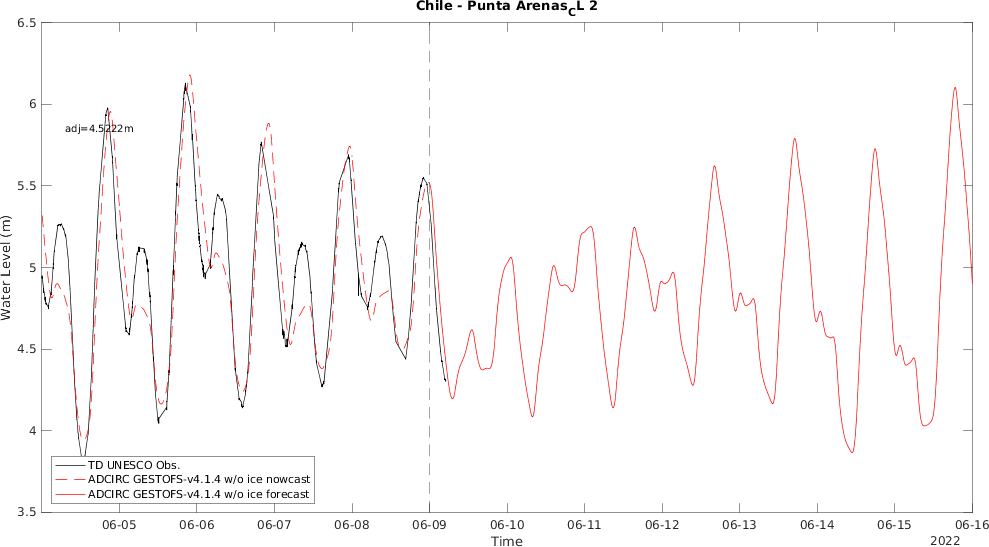 Chile - Punta Arenas_CL 2
6.5
6
5.5
5
4.5
4
3.5
Water Level (m)
adj=4.5222m
TD UNESCO Obs.
ADCIRC GESTOFS-v4.1.4 w/o ice nowcast
ADCIRC GESTOFS-v4.1.4 w/o ice forecast
06-05 06-06 06-07 06-08 06-09 06-10 06-11 06-12 06-13 06-14 06-15 06-16
Time
2022